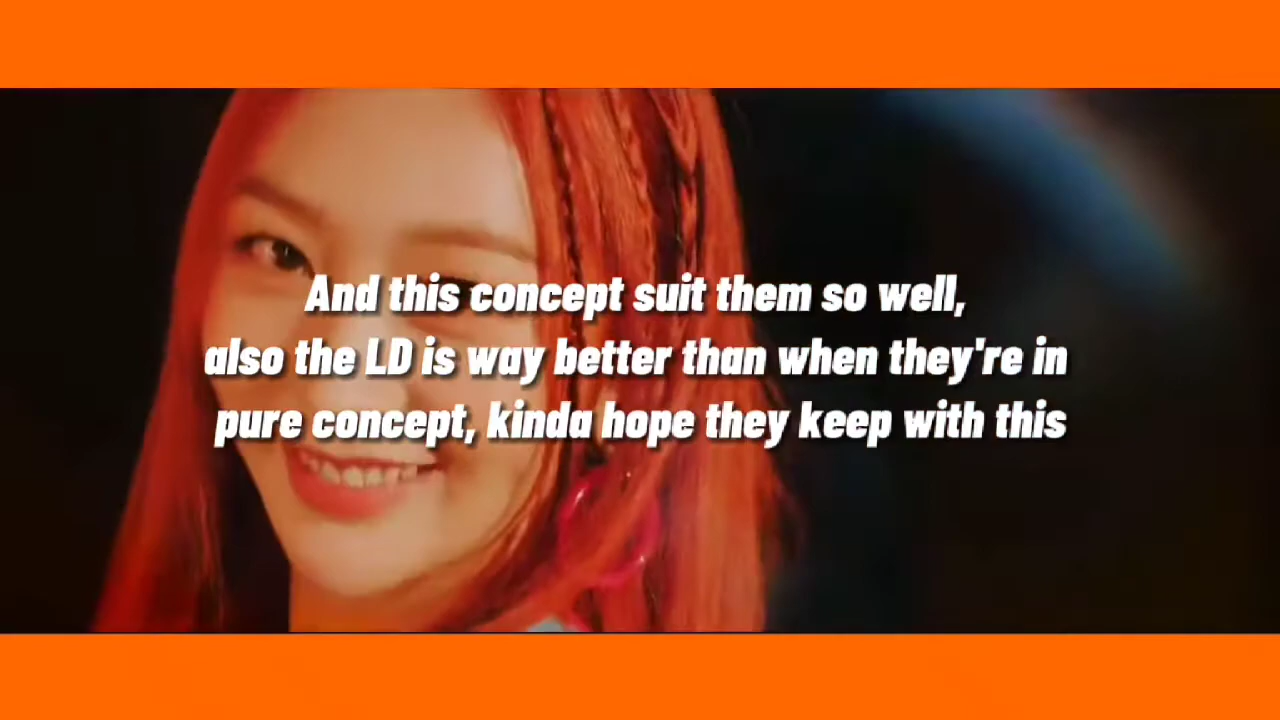 And this concept suit them so well,
also the LD is way better than when they're in
pure concept, kinda hope they keep with this